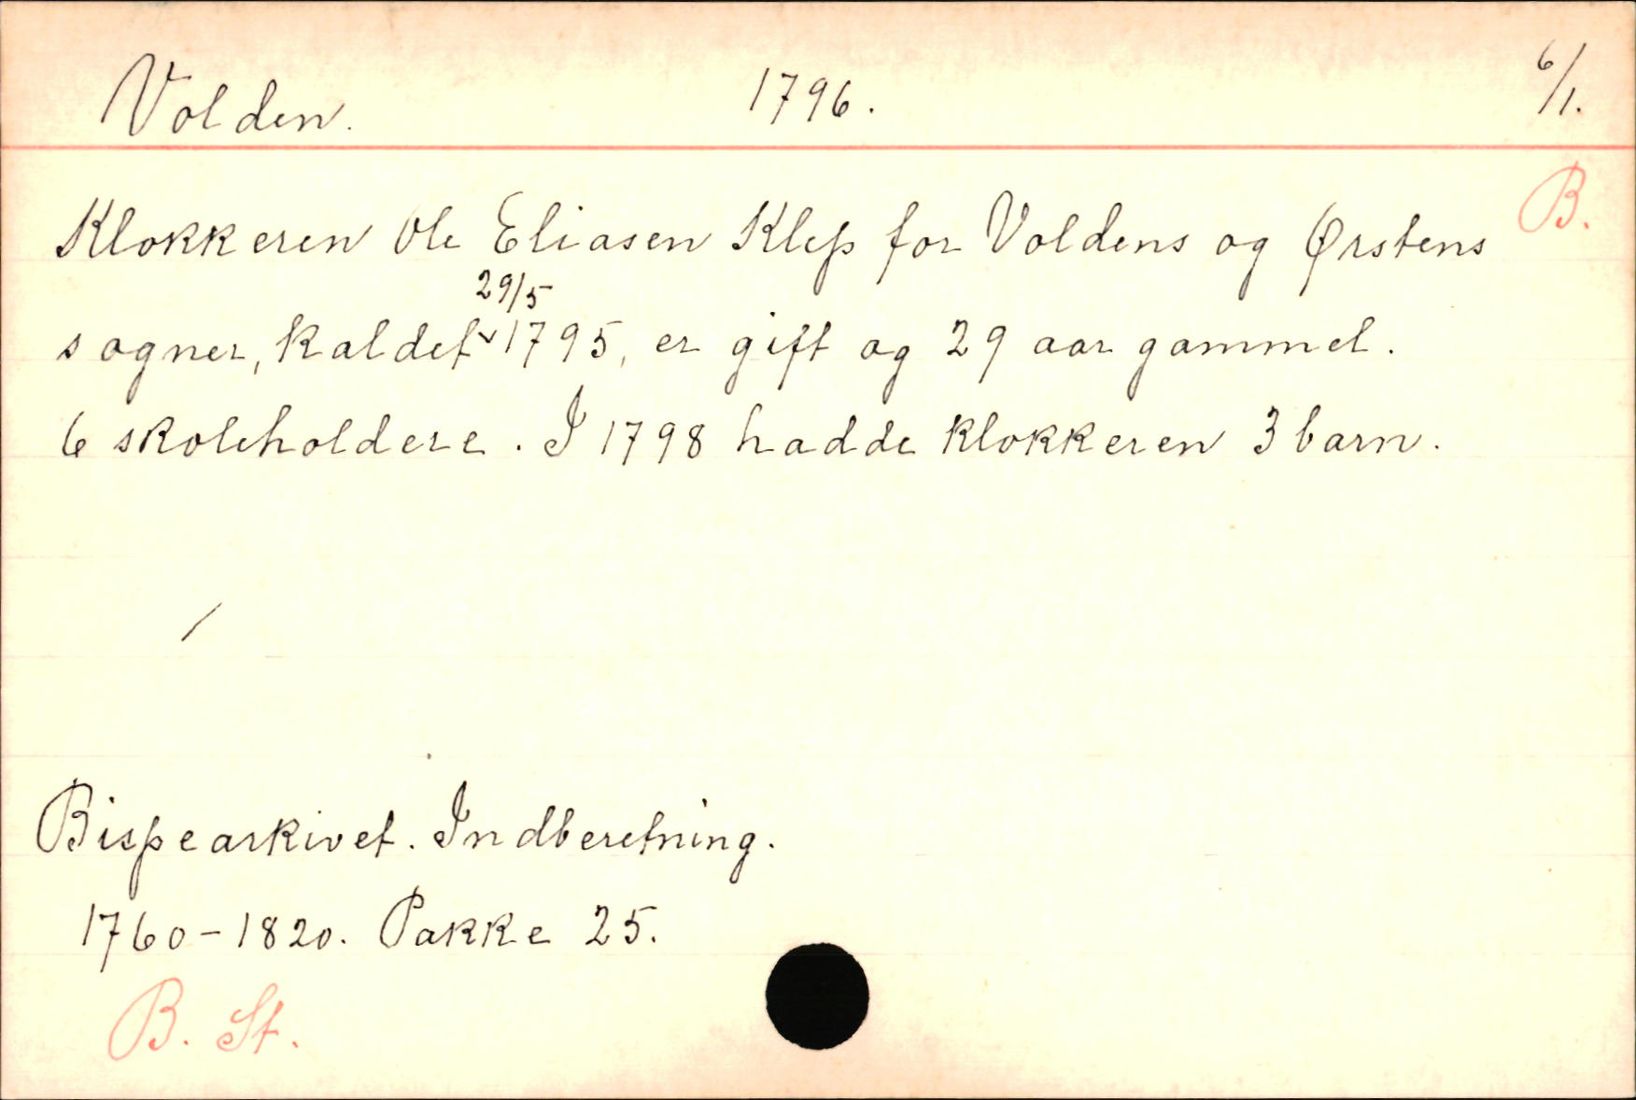 Volden. 1796. 6/1.
B.
Klokkeren Ole Eliasen Klep for Voldens og Ørstens
sogner, kaldet 29/5 1795, er gift og 29 aar gammel.
6 skoleholdere. I 1798 hadde klokkeren 3 barn.
Bispearkivet. Indberetning.
1760-1820. Pakke 25.
B. St.